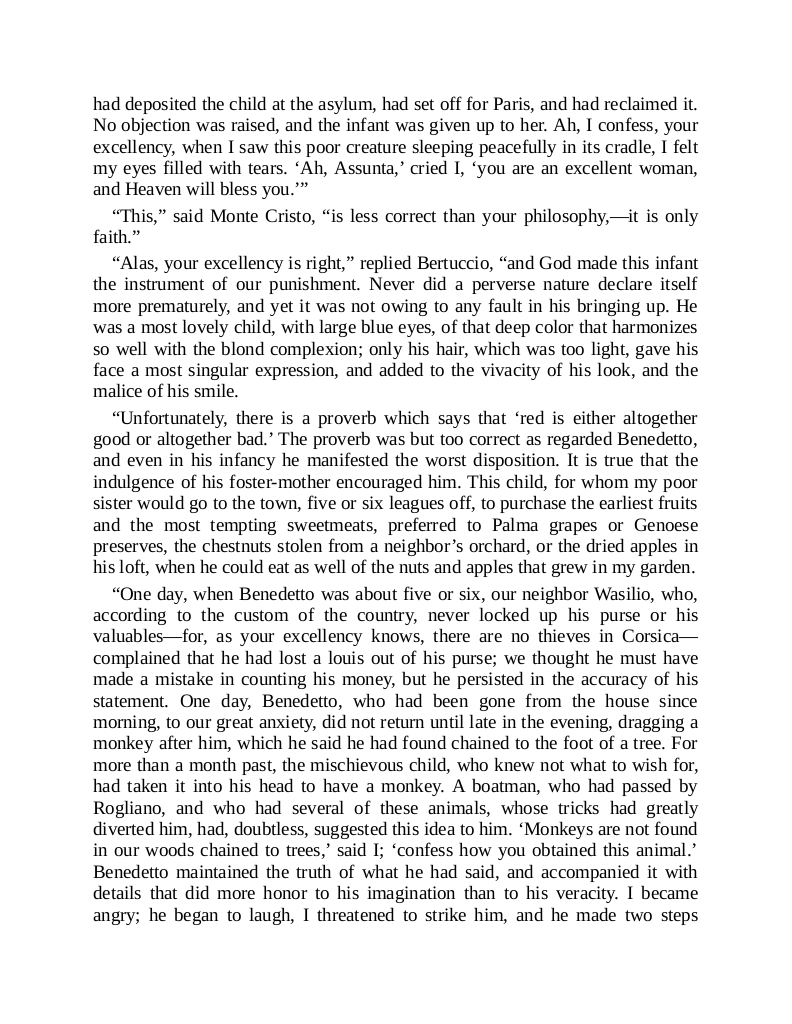 had deposited the child at the asylum, had set off for Paris, and had reclaimed it.
No objection was raised, and the infant was given up to her. Ah, I confess, your
excellency, when I saw this poor creature sleeping peacefully in its cradle, I felt
my eyes filled with tears. ‘Ah, Assunta,’ cried I, ‘you are an excellent woman,
and Heaven will bless you.’”
“This,” said Monte Cristo, “is less correct than your philosophy,—it is only
faith.”
“Alas, your excellency is right,” replied Bertuccio, “and God made this infant
the instrument of our punishment. Never did a perverse nature declare itself
more prematurely, and yet it was not owing to any fault in his bringing up. He
was a most lovely child, with large blue eyes, of that deep color that harmonizes
so well with the blond complexion; only his hair, which was too light, gave his
face a most singular expression, and added to the vivacity of his look, and the
malice of his smile.
“Unfortunately, there is a proverb which says that ‘red is either altogether
good or altogether bad.’ The proverb was but too correct as regarded Benedetto,
and even in his infancy he manifested the worst disposition. It is true that the
indulgence of his foster-mother encouraged him. This child, for whom my poor
sister would go to the town, five or six leagues off, to purchase the earliest fruits
and the most tempting sweetmeats, preferred to Palma grapes or Genoese
preserves, the chestnuts stolen from a neighbor’s orchard, or the dried apples in
his loft, when he could eat as well of the nuts and apples that grew in my garden.
“One day, when Benedetto was about five or six, our neighbor Wasilio, who,
according to the custom of the country, never locked up his purse or his
valuables—for, as your excellency knows, there are no thieves in Corsica—
complained that he had lost a louis out of his purse; we thought he must have
made a mistake in counting his money, but he persisted in the accuracy of his
statement. One day, Benedetto, who had been gone from the house since
morning, to our great anxiety, did not return until late in the evening, dragging a
monkey after him, which he said he had found chained to the foot of a tree. For
more than a month past, the mischievous child, who knew not what to wish for,
had taken it into his head to have a monkey. A boatman, who had passed by
Rogliano, and who had several of these animals, whose tricks had greatly
diverted him, had, doubtless, suggested this idea to him. ‘Monkeys are not found
in our woods chained to trees,’ said I; ‘confess how you obtained this animal.’
Benedetto maintained the truth of what he had said, and accompanied it with
details that did more honor to his imagination than to his veracity. I became
angry; he began to laugh, I threatened to strike him, and he made two steps